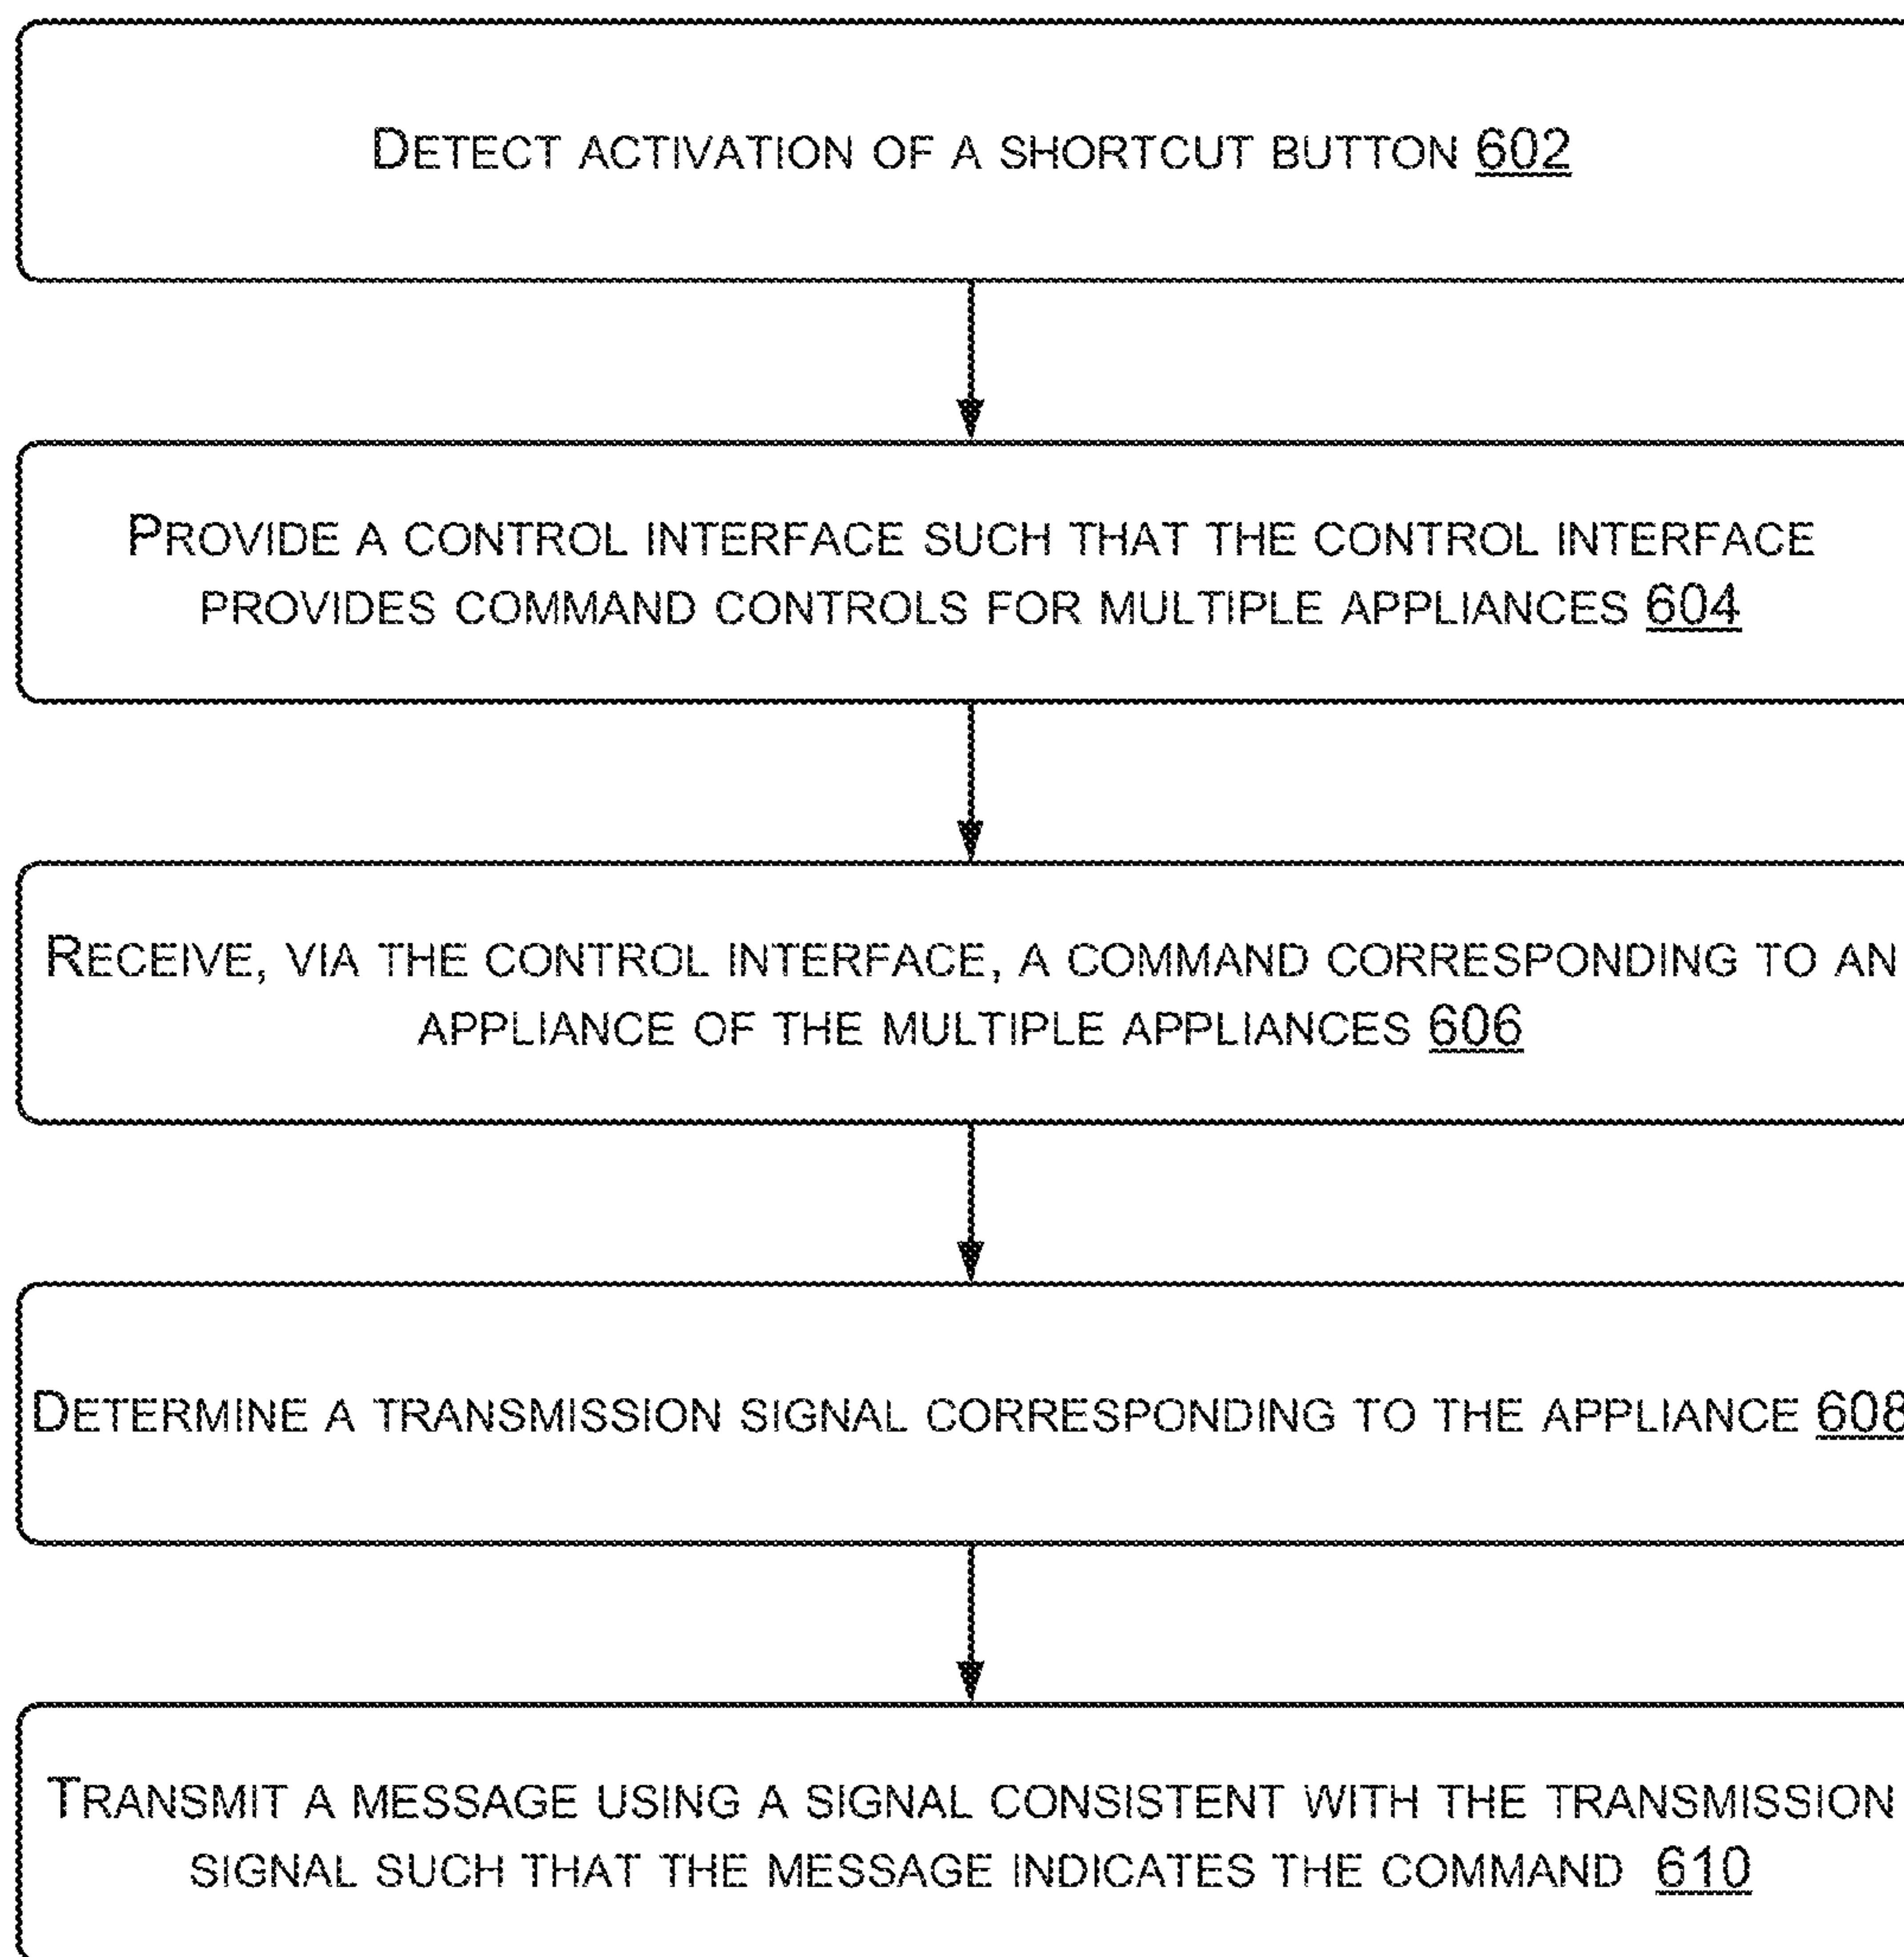 DETECT ACTIVATION OF A SHORTCUT BUTTON 602
PROVIDE A CONTROL INTERFACE SUCH THAT THE CONTROL INTERFACE
PROVIDES COMMAND CONTROLS FOR MULTIPLE APPLIANCES 604
RECEIVE, VIA THE CONTROL INTERFACE, A COMMAND CORRESPONDING TO AN
APPLIANCE OF THE MULTIPLE APPLIANCES 606
DETERMINE A TRANSMISSION SIGNAL CORRESPONDING TO THE APPLIANCE 608
TRANSMIT A MESSAGE USING A SIGNAL CONSISTENT WITH THE TRANSMISSION
SIGNAL SUCH THAT THE MESSAGE INDICATES THE COMMAND 610